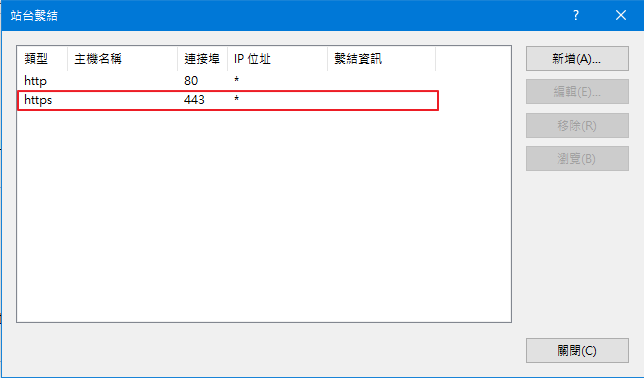 站台繫結
類型 主機名稱 連接埠 IP 位址 繫結資訊
http 80 *
https 443 *
新增(A)...
編輯(E)...
移除(R)
瀏覽(B)
關閉(C)